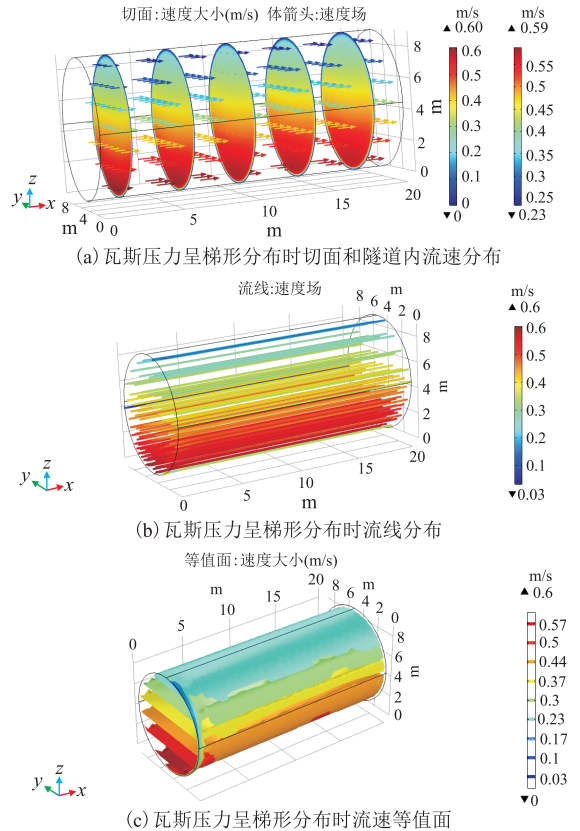 切面:速度大小(m/s) 体箭头:速度场
m/s
m/s
▲ 0.60
▲ 0.59
0.6
0.5
0.4
0.3
0.2
0.1
▼ 0
0.55
0.50
0.45
0.40
0.35
0.30
0.25
▼ 0.23
8
6
4
2
0
m
z
y
x
8
4
0
m
0
5
10
15
20
m
(a) 瓦斯压力呈梯形分布时切面和隧道内流速分布
流线:速度场
m/s
▲ 0.6
0.6
0.5
0.4
0.3
0.2
0.1
▼ 0.03
8
6
4
2
0
m
8
6
4
2
0
m
z
y
x
0
5
10
15
20
m
(b) 瓦斯压力呈梯形分布时流线分布
等值面:速度大小(m/s)
m
0
5
10
15
20
8
6
4
2
0
m
8
6
4
2
0
m
m/s
▲ 0.6
0.57
0.5
0.44
0.37
0.3
0.23
0.17
0.1
0.03
▼ 0
z
y
x
(c) 瓦斯压力呈梯形分布时流速等值面